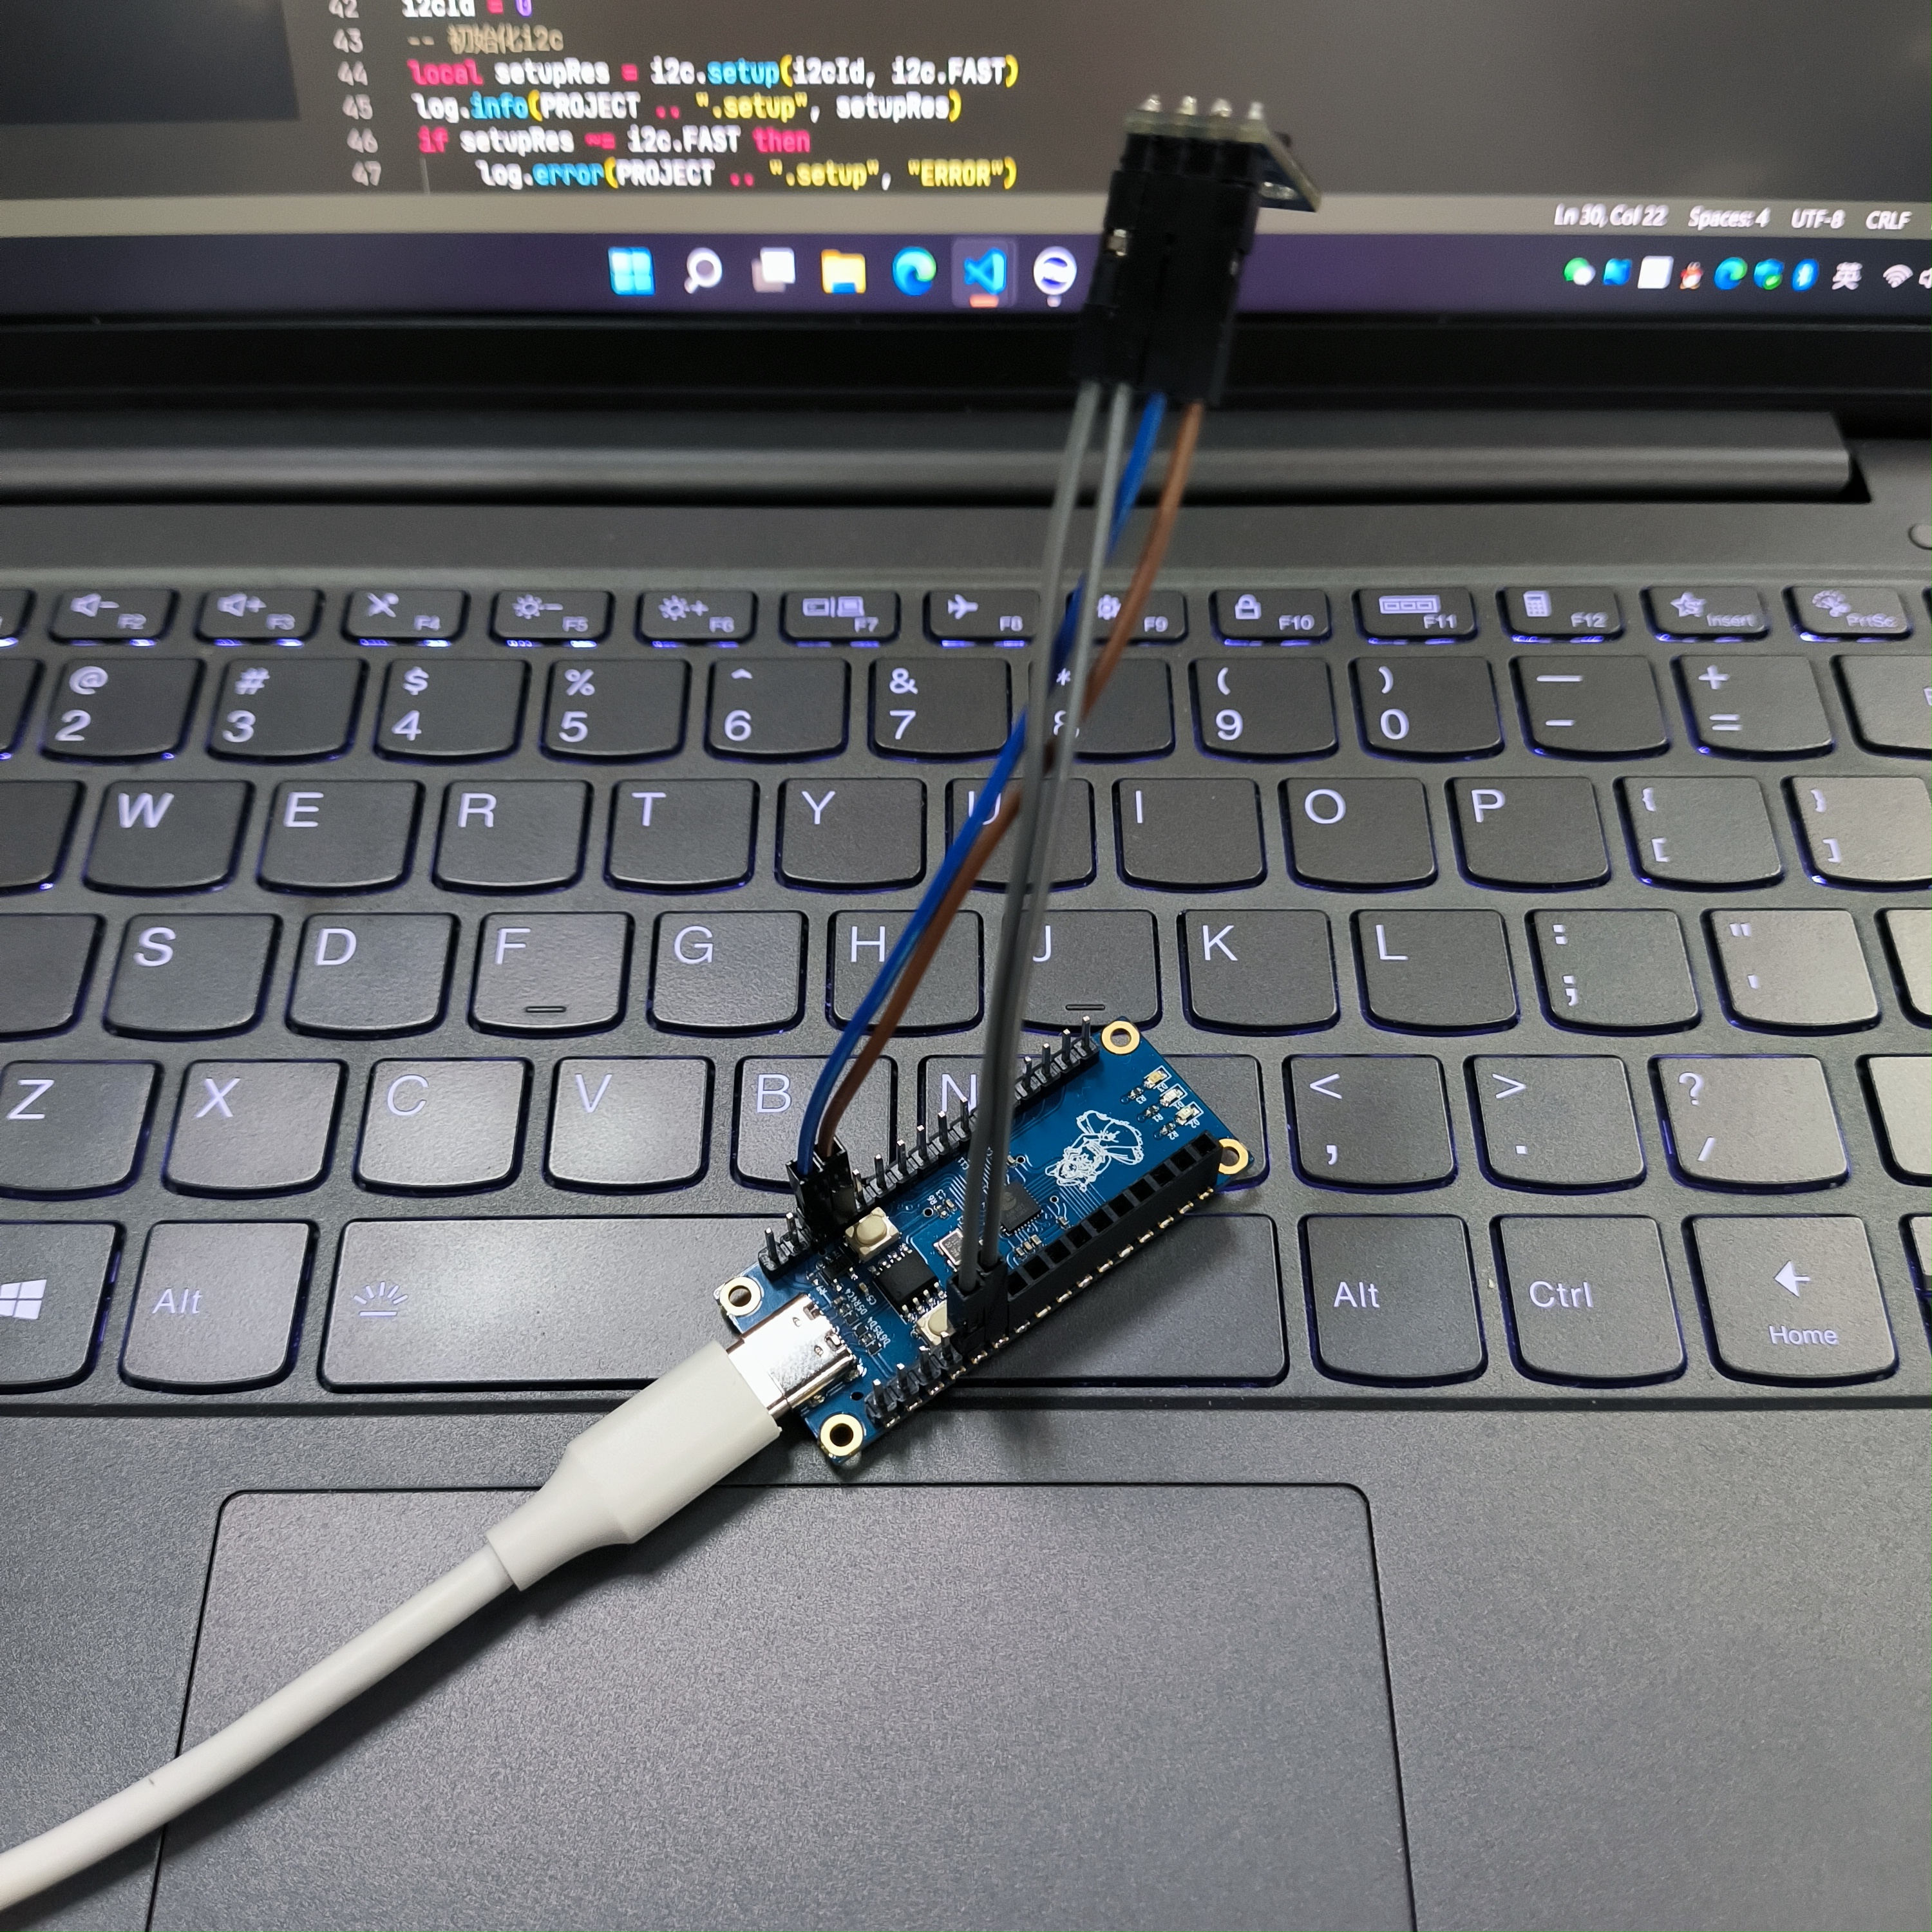 42 i2cId = 0
43 -- 初始化i2c
44 local setupRes = i2c.setup(i2cId, i2c.FAST)
45 log.info(PROJECT .. ".setup", setupRes)
46 if setupRes ~= i2c.FAST then
47 log.error(PROJECT .. ".setup", "ERROR")
Ln 30, Col 22 Spaces: 4 UTF-8 CRLF
英
F2 F3 F4 F5 F6 F7 F8 F9 F10 F11 F12 Insert PrtSc
@ # $ % ^ & * ( ) — +
2 3 4 5 6 7 8 9 0 - =
W E R T Y U I O P { [ } ]
S D F G H J K L : ; " '
Z X C V B N < , > . ? /
Alt Alt Ctrl Home